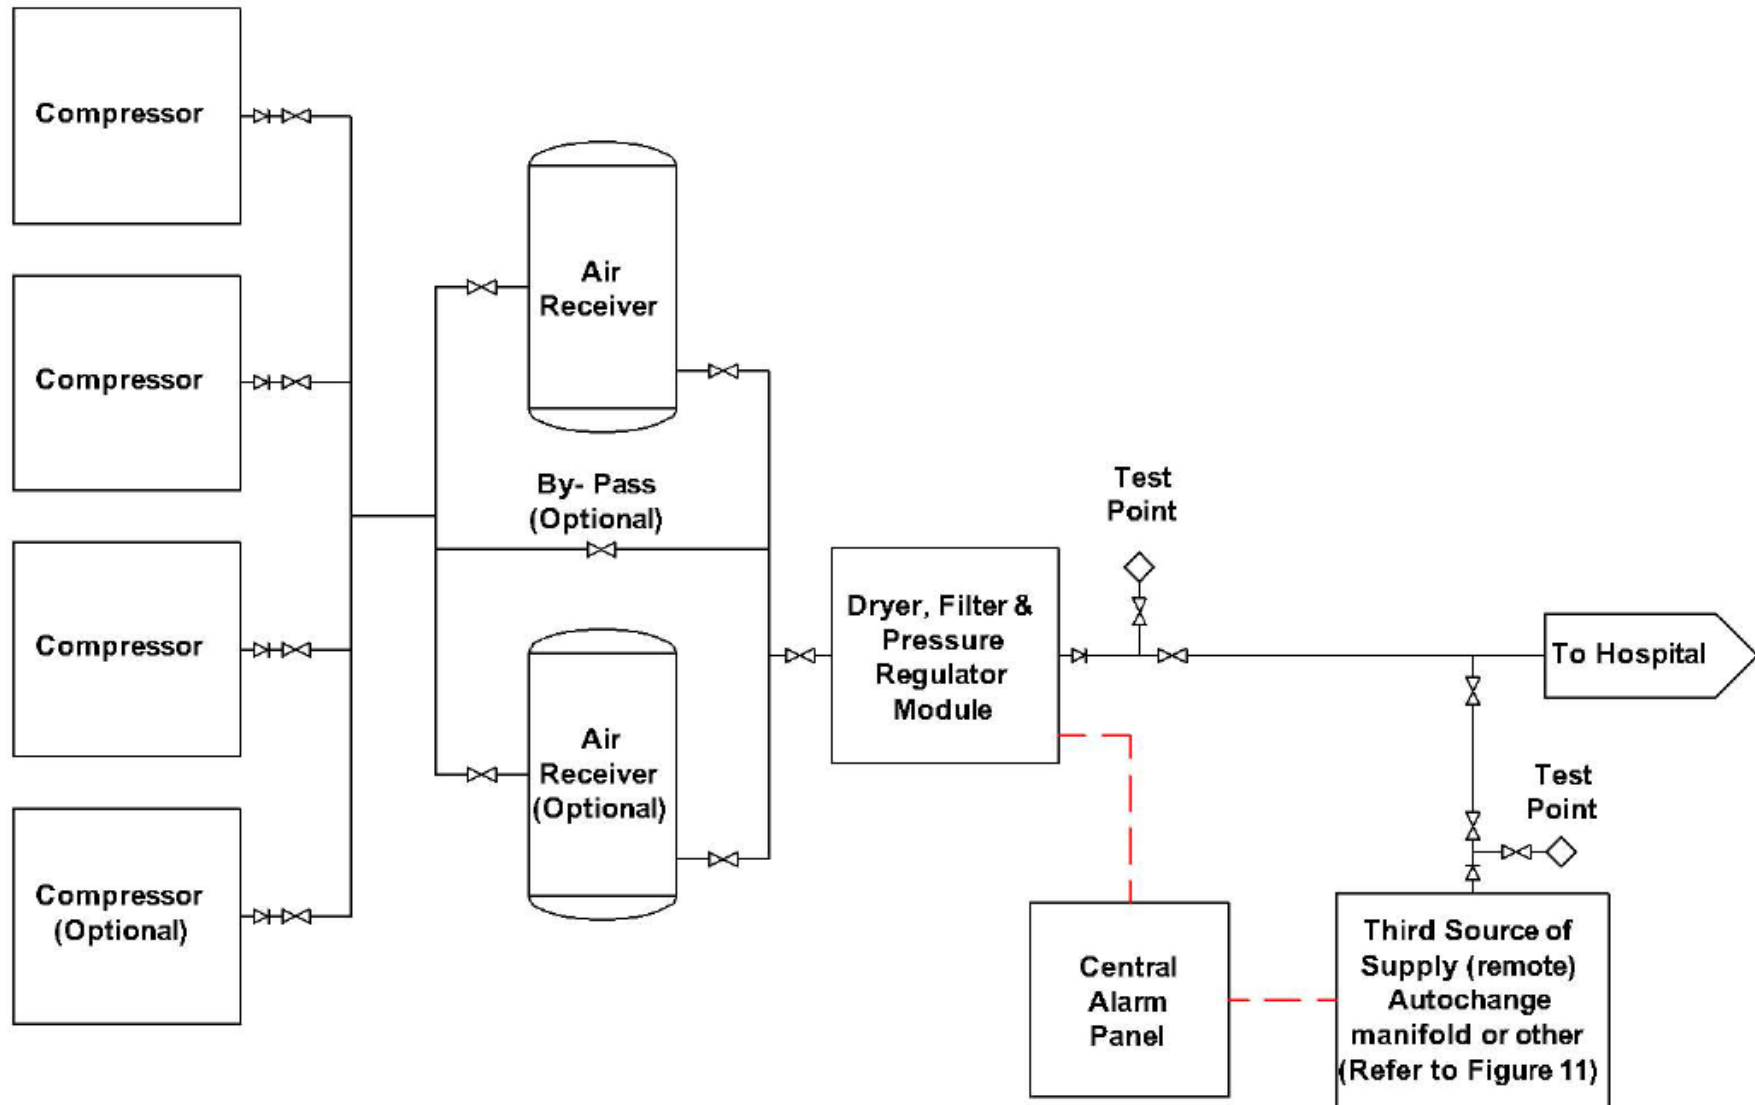 Compressor
Compressor
Compressor
Compressor
(Optional)
Air
Receiver
By- Pass
(Optional)
Air
Receiver
(Optional)
Dryer, Filter &
Pressure
Regulator
Module
Test
Point
To Hospital
Test
Point
Central
Alarm
Panel
Third Source of
Supply (remote)
Autochange
manifold or other
(Refer to Figure 11)